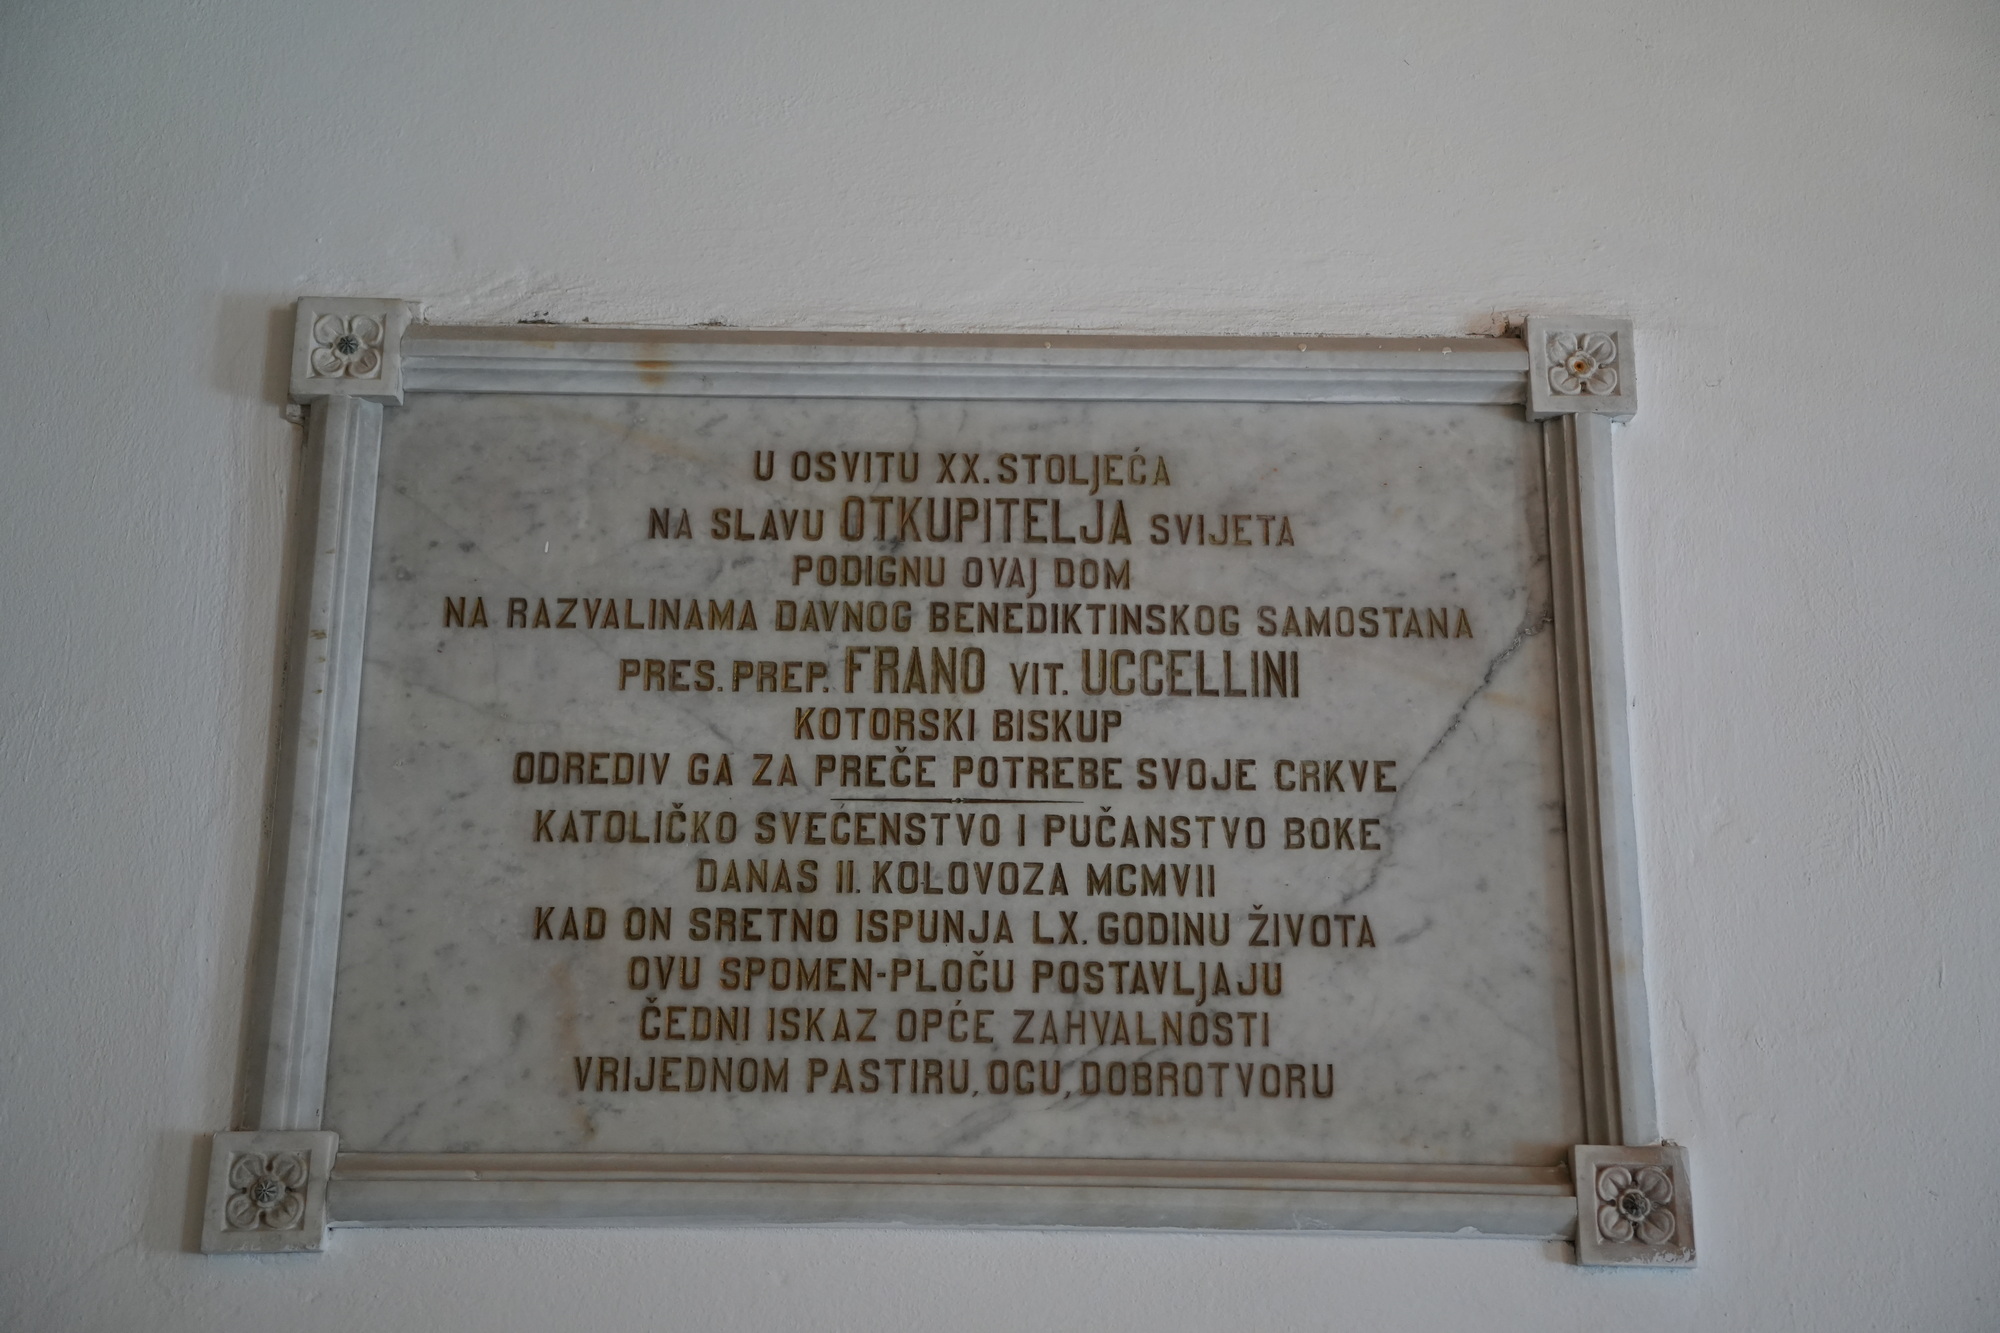 U OSVITU XX. STOLJEĆA
NA SLAVU OTKUPITELJA SVIJETA
PODIGNU OVAJ DOM
NA RAZVALINAMA DAVNOG BENEDIKTINSKOG SAMOSTANA
PRES. PREP. FRANO VIT. UCCELLINI
KOTORSKI BISKUP
ODREDIV GA ZA PREČE POTREBE SVOJE CRKVE
KATOLIČKO SVEĆENSTVO I PUČANSTVO BOKE
DANAS II. KOLOVOZA MCMVII
KAD ON SRETNO ISPUNJA LX. GODINU ŽIVOTA
OVU SPOMEN-PLOČU POSTAVLJAJU
ČEDNI ISKAZ OPĆE ZAHVALNOSTI
VRIJEDNOM PASTIRU, OCU, DOBROTVORU